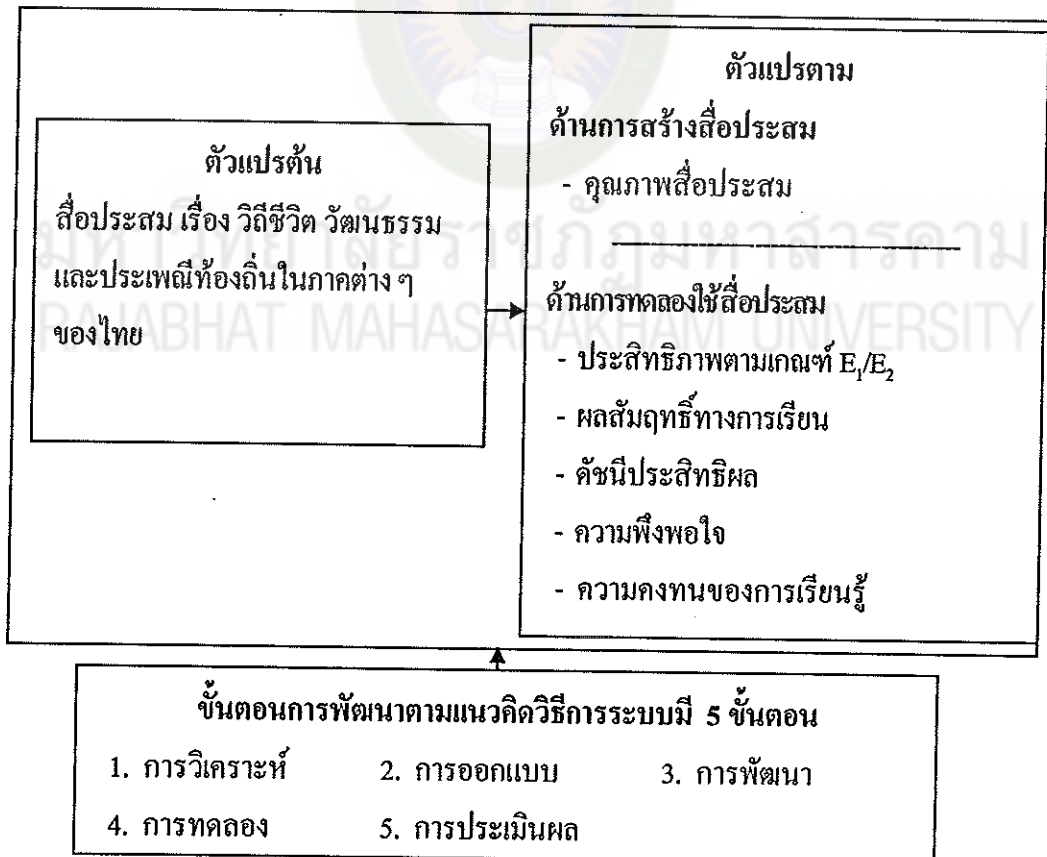 ตัวแปรต้น
สื่อประสม เรื่อง วิถีชีวิต วัฒนธรรม
และประเพณีท้องถิ่นในภาคต่าง ๆ
ของไทย
ตัวแปรตาม
ด้านการสร้างสื่อประสม
- คุณภาพสื่อประสม
ด้านการทดลองใช้สื่อประสม
- ประสิทธิภาพตามเกณฑ์ E₁/E₂
- ผลสัมฤทธิ์ทางการเรียน
- ดัชนีประสิทธิผล
- ความพึงพอใจ
- ความคงทนของการเรียนรู้
มหาวิทยาลัยราชภัฏมหาสารคาม
RAJABHAT MAHASARAKHAM UNIVERSITY
ขั้นตอนการพัฒนาตามแนวคิดวิธีการระบบมี 5 ขั้นตอน
1. การวิเคราะห์ 2. การออกแบบ 3. การพัฒนา
4. การทดลอง 5. การประเมินผล